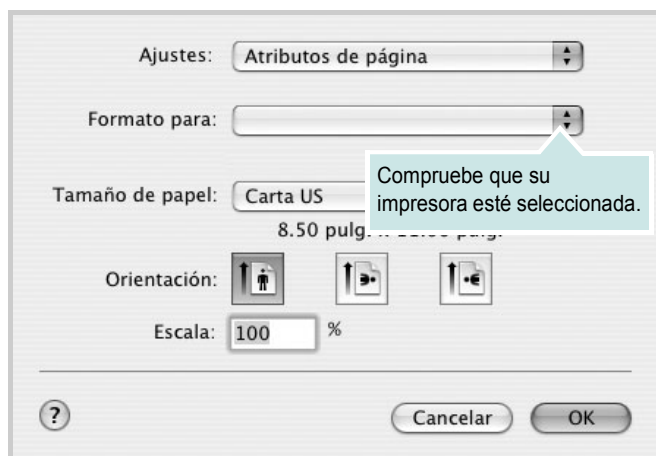 Ajustes: Atributos de página
Formato para:
Compruebe que su
impresora esté seleccionada.
Tamaño de papel: Carta US
8.50 pulg.
Orientación:
Escala: 100 %
? Cancelar OK